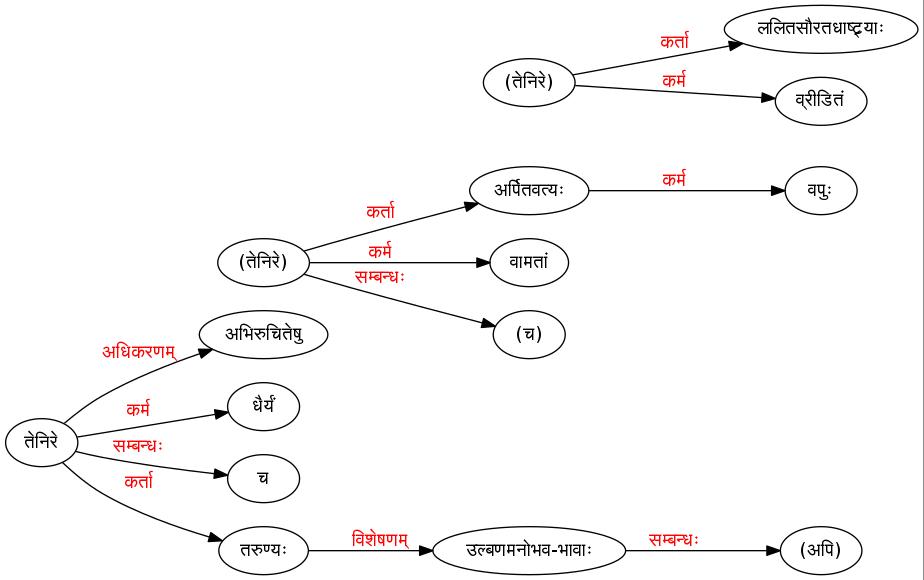 ललितसौरतधाष्ट्र्याः
कर्ता
(तेनिरे)
कर्म
व्रीडितं
अर्पितवत्यः
कर्म
वपुः
कर्ता
(तेनिरे)
कर्म
वामतां
सम्बन्धः
(च)
अभिरुचितेषु
अधिकरणम्
कर्म
धैर्यं
तेनिरे
सम्बन्धः
च
कर्ता
तरुण्यः
विशेषणम्
उल्बणमनोभव-भावाः
सम्बन्धः
(अपि)